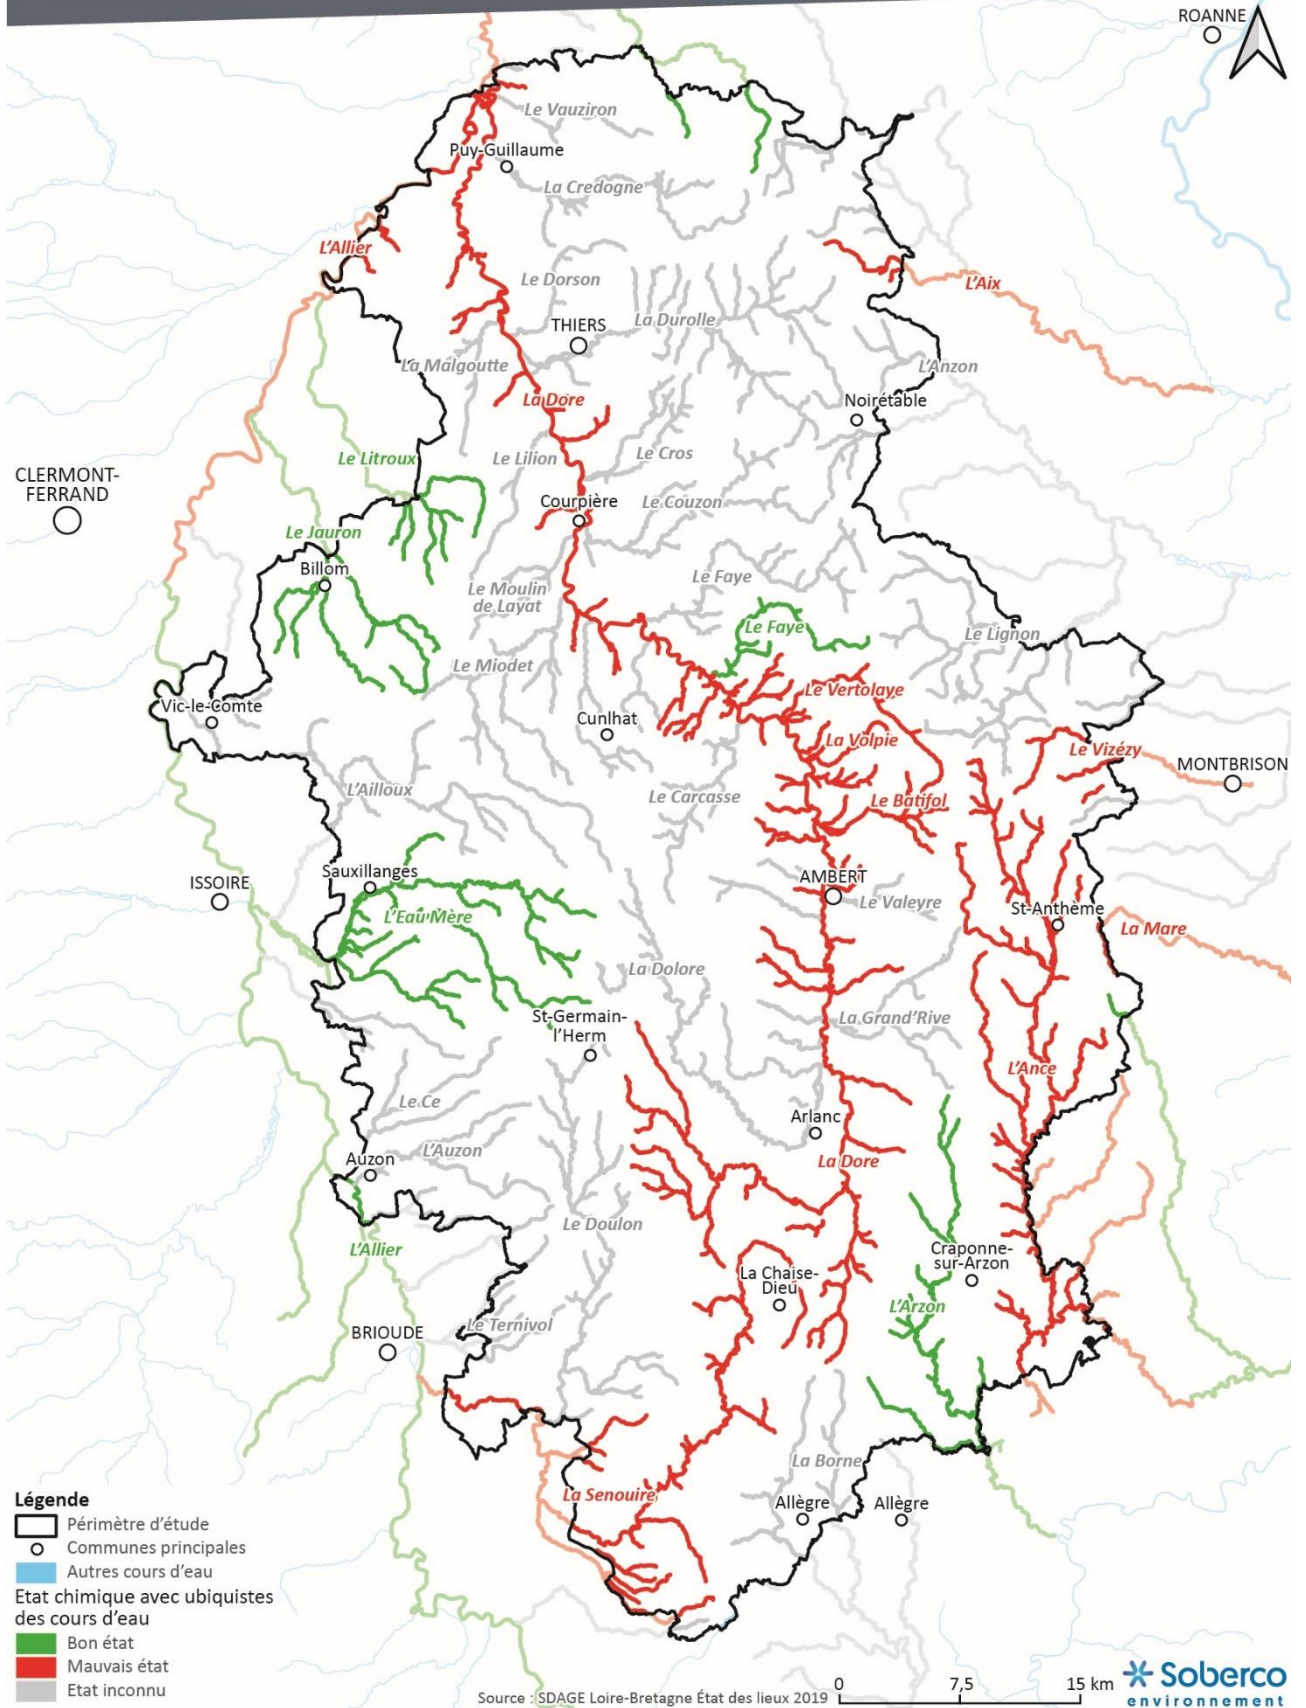 ROANNE
Le Vauziron
Puy-Guillaume
La Credogne
L'Allier
Le Dorson
L'Aix
THIERS
La Durolle
La Malgoutte
L'Anzon
La Dore
Noirétable
Le Litroux
Le Lilion
Le Cros
CLERMONT-
FERRAND
Courpière
Le Couzon
Le Jauron
Billom
Le Moulin
de Layat
Le Faye
Le Faye
Le Lignon
Le Miodet
Le Vertolaye
Vic-le-Comte
Cunlhat
La Volpie
Le Vizézy
MONTBRISON
L'Ailloux
Le Carcasse
Le Batifol
Sauxillanges
ISSOIRE
AMBERT
Le Valeyre
L'Eau Mère
St-Anthème
La Mare
La Dolore
St-Germain-
l'Herm
La Grand'Rive
L'Ance
Le Ce
Arlanc
L'Auzon
Auzon
La Dore
Le Doulon
L'Allier
Craponne-
sur-Arzon
La Chaise-
Dieu
L'Arzon
BRIOUDE
Le Ternivol
La Borne
La Senouire
Allègre
Allègre
Légende
Périmètre d'étude
Communes principales
Autres cours d'eau
Etat chimique avec ubiquistes
des cours d'eau
Bon état
Mauvais état
Etat inconnu
Source : SDAGE Loire-Bretagne État des lieux 2019
0 7,5 15 km
Soberco
environnement